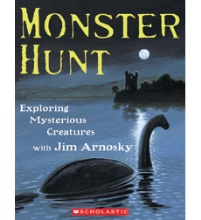 MONSTER
HUNT
Exploring
Mysterious
Creatures
with Jim Arnosky
SCHOLASTIC